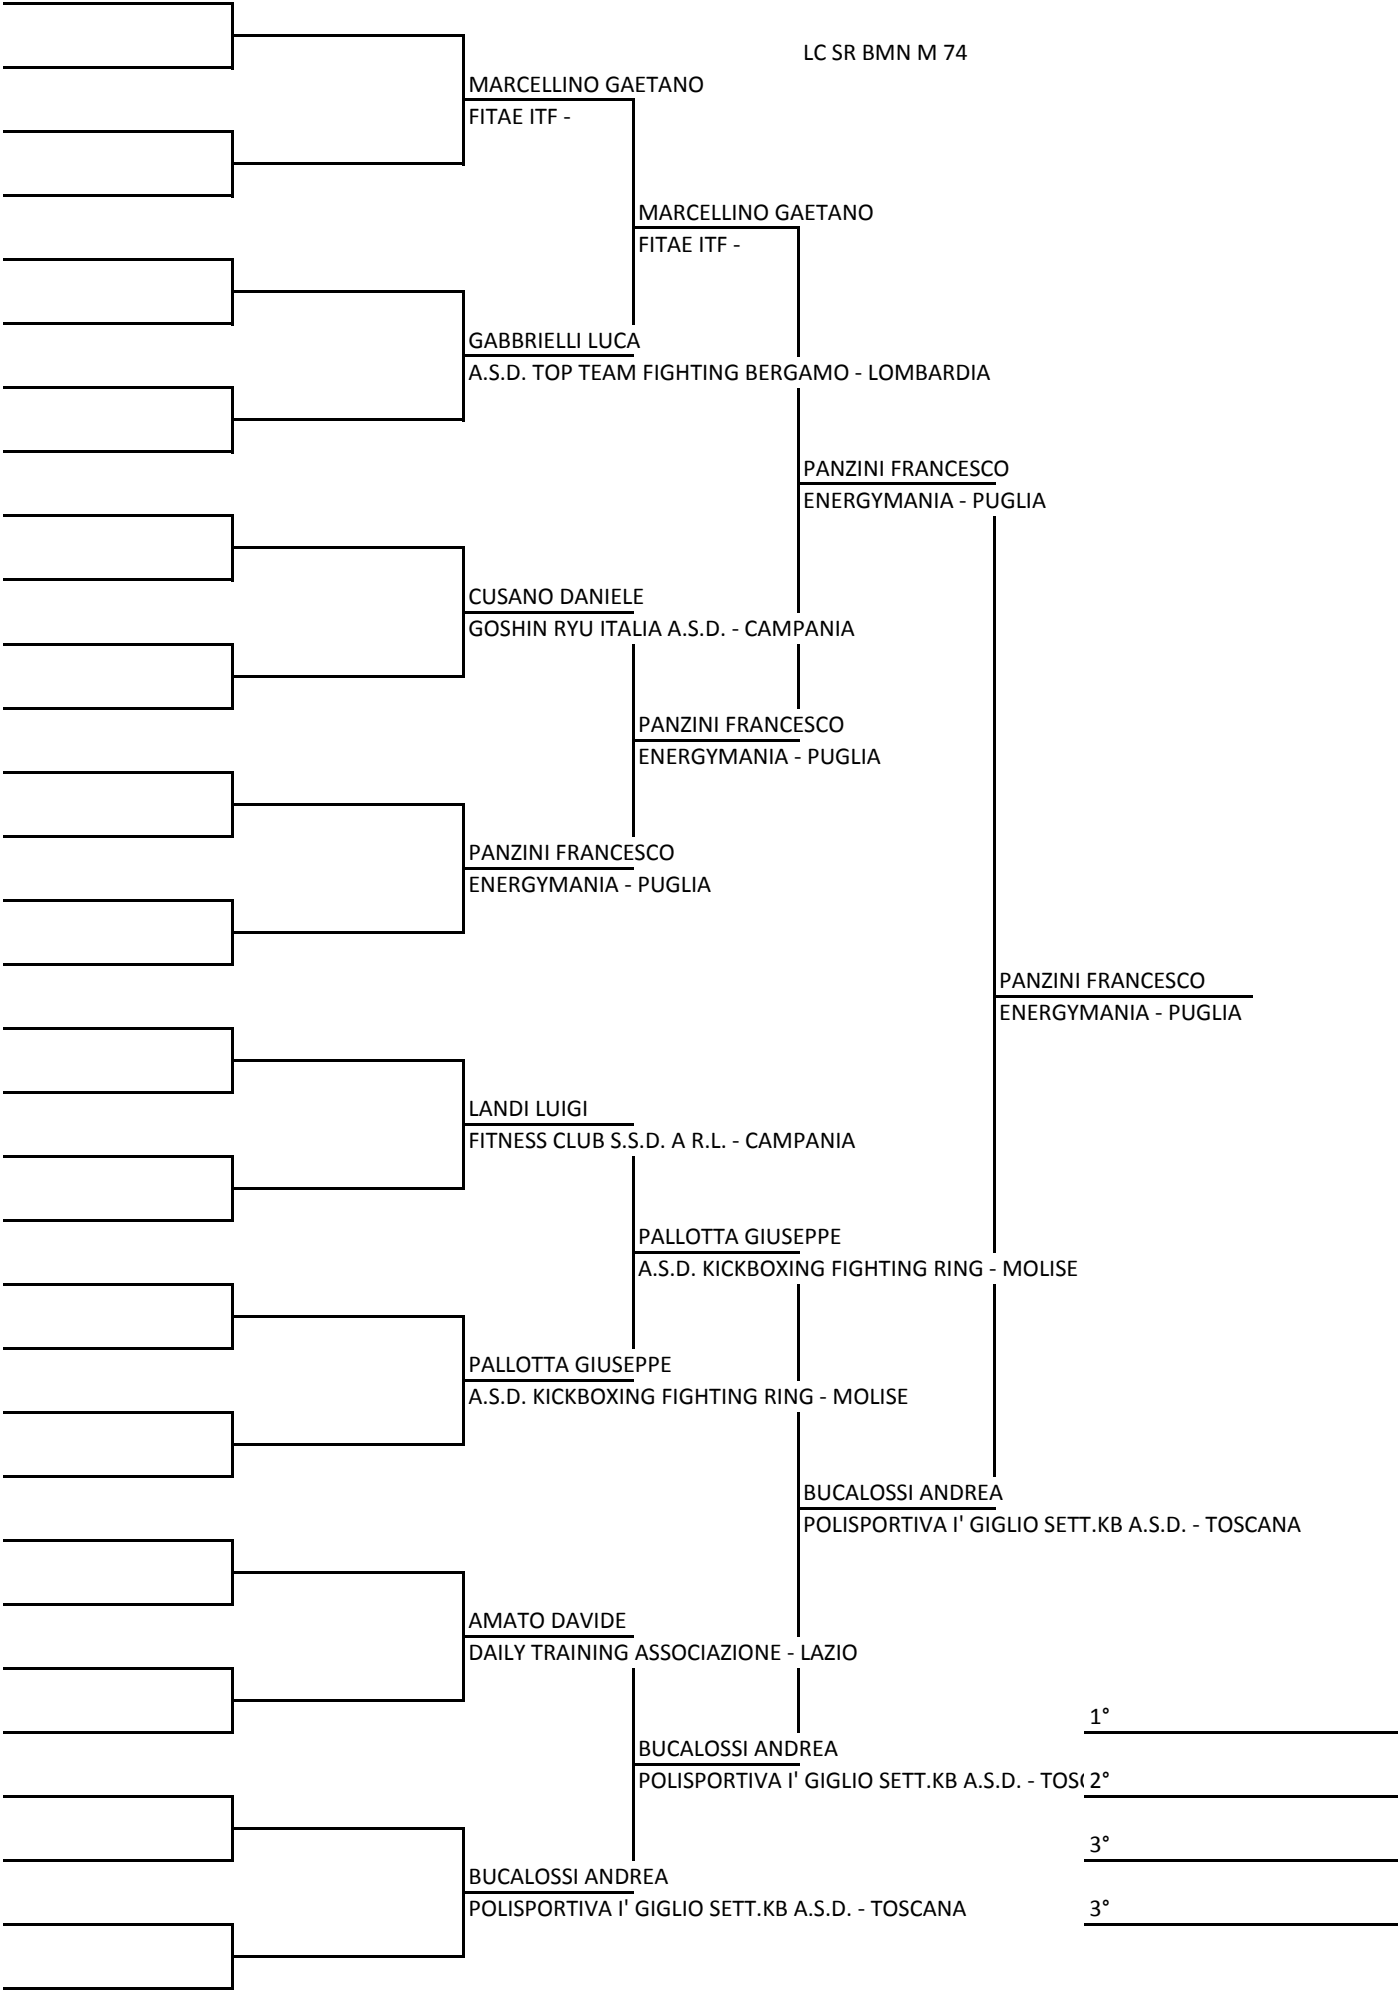 LC SR BMN M 74
MARCELLINO GAETANO
FITAE ITF -
MARCELLINO GAETANO
FITAE ITF -
GABBRIELLI LUCA
A.S.D. TOP TEAM FIGHTING BERGAMO - LOMBARDIA
PANZINI FRANCESCO
ENERGYMANIA - PUGLIA
CUSANO DANIELE
GOSHIN RYU ITALIA A.S.D. - CAMPANIA
PANZINI FRANCESCO
ENERGYMANIA - PUGLIA
PANZINI FRANCESCO
ENERGYMANIA - PUGLIA
PANZINI FRANCESCO
ENERGYMANIA - PUGLIA
LANDI LUIGI
FITNESS CLUB S.S.D. A R.L. - CAMPANIA
PALLOTTA GIUSEPPE
A.S.D. KICKBOXING FIGHTING RING - MOLISE
PALLOTTA GIUSEPPE
A.S.D. KICKBOXING FIGHTING RING - MOLISE
BUCALOSSI ANDREA
POLISPORTIVA I' GIGLIO SETT.KB A.S.D. - TOSCANA
AMATO DAVIDE
DAILY TRAINING ASSOCIAZIONE - LAZIO
1°
BUCALOSSI ANDREA
POLISPORTIVA I' GIGLIO SETT.KB A.S.D. - TOSC
2°
3°
BUCALOSSI ANDREA
POLISPORTIVA I' GIGLIO SETT.KB A.S.D. - TOSCANA
3°